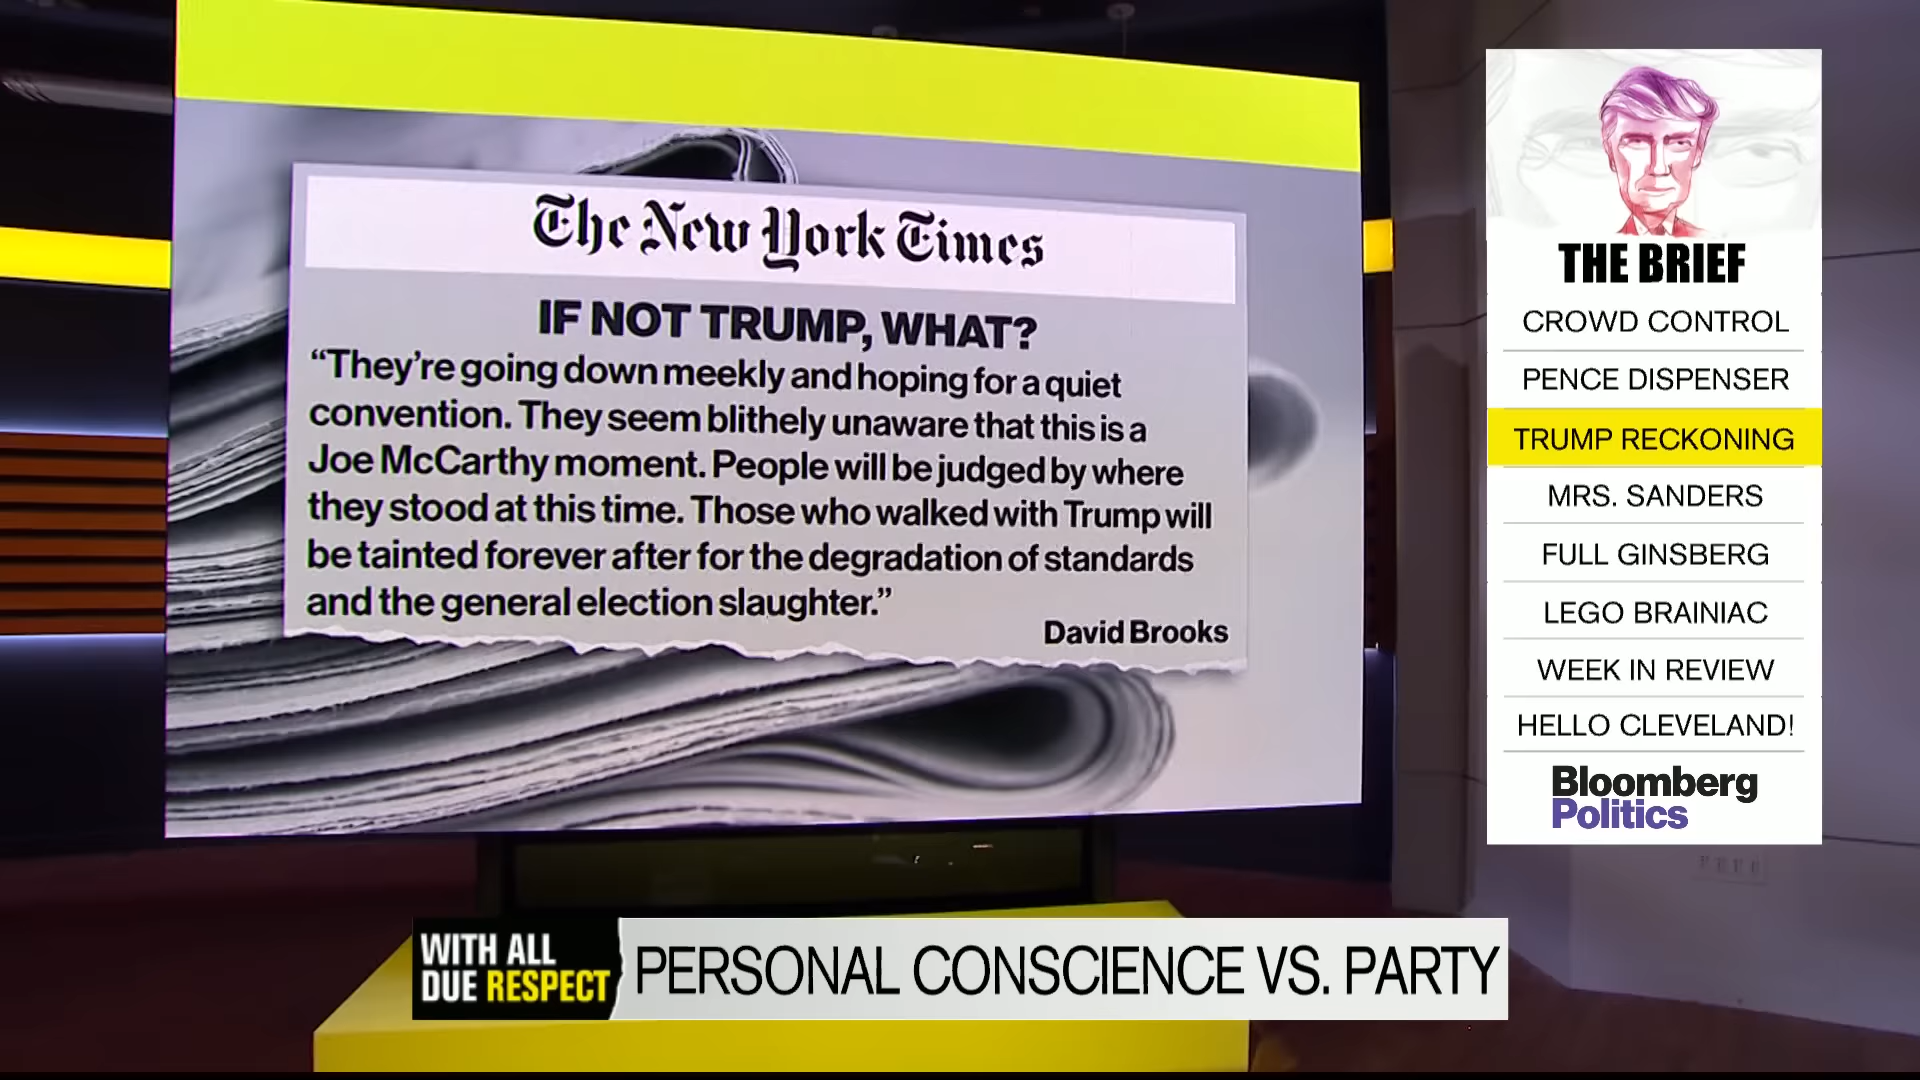 The New York Times
IF NOT TRUMP, WHAT?
“They’re going down meekly and hoping for a quiet
convention. They seem blithely unaware that this is a
Joe McCarthy moment. People will be judged by where
they stood at this time. Those who walked with Trump will
be tainted forever after for the degradation of standards
and the general election slaughter.”
David Brooks
THE BRIEF
CROWD CONTROL
PENCE DISPENSER
TRUMP RECKONING
MRS. SANDERS
FULL GINSBERG
LEGO BRAINIAC
WEEK IN REVIEW
HELLO CLEVELAND!
Bloomberg
Politics
WITH ALL
DUE RESPECT
PERSONAL CONSCIENCE VS. PARTY